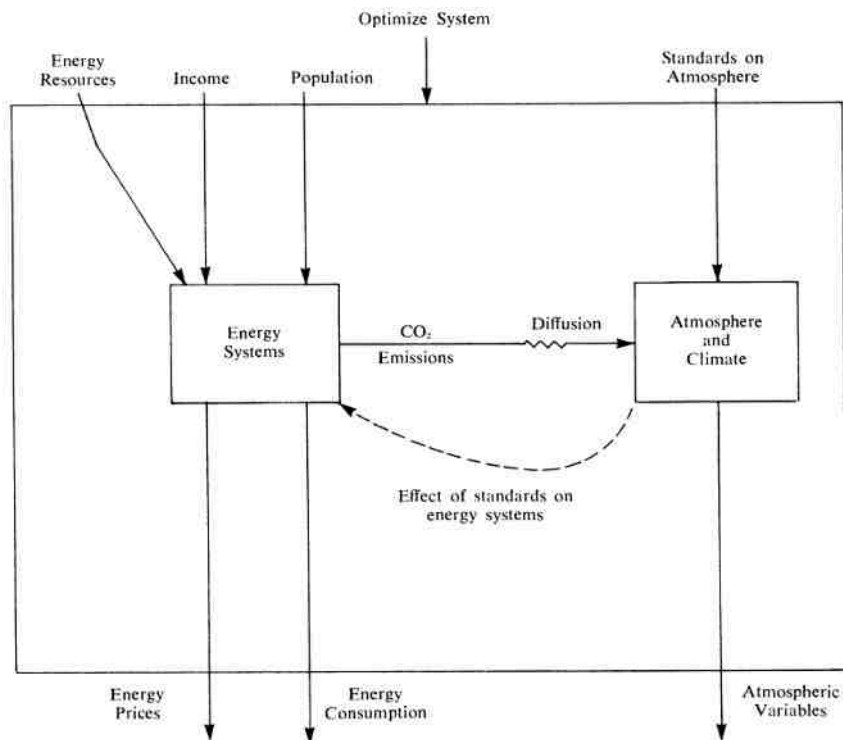 Optimize System
Energy
Resources
Income
Population
Standards on
Atmosphere
Energy
Systems
CO₂
Emissions
Diffusion
Atmosphere
and
Climate
Effect of standards on
energy systems
Energy
Prices
Energy
Consumption
Atmospheric
Variables